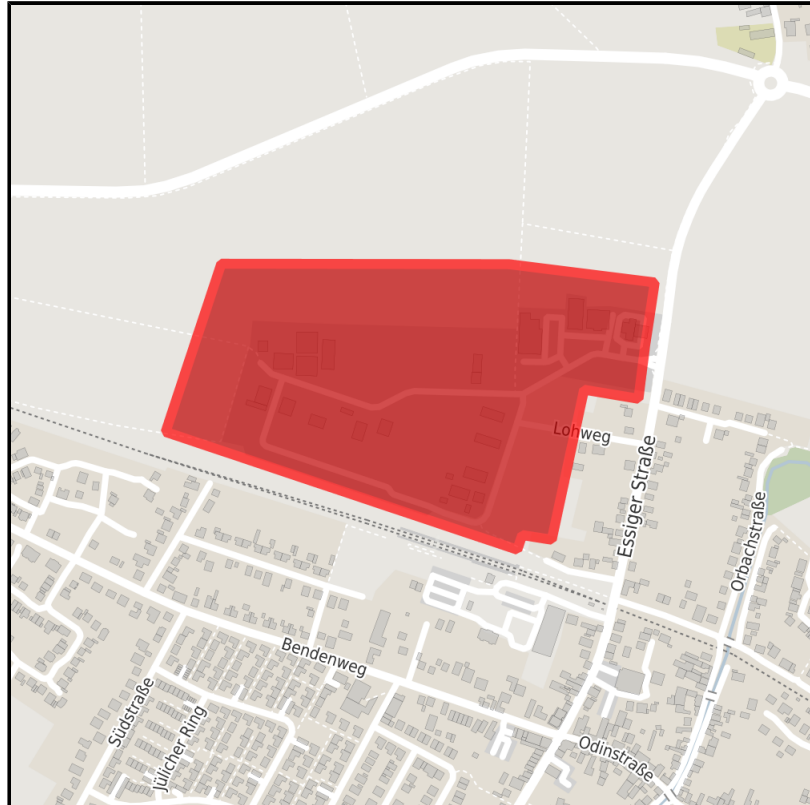 Lohweg
Essiger Straße
Orbachstraße
Bendenweg
Südstraße
Jülicher Ring
Odinstraße